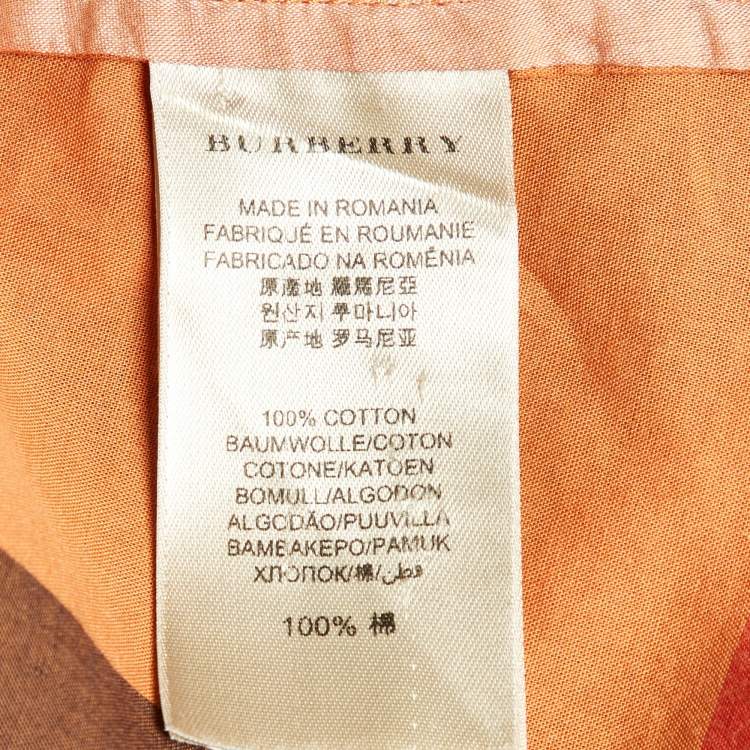 BURBERRY
MADE IN ROMANIA
FABRIQUÉ EN ROUMANIE
FABRICADO NA ROMÊNIA
原產地 羅馬尼亞
원산지 루마니아
原产地 罗马尼亚
100% COTTON
BAUMWOLLE/COTON
COTONE/KATOEN
BOMULL/ALGODON
ALGODÃO/PUUVILLA
BAMBAKEPO/PAMUK
ХЛОПОК/棉/قطن
100% 棉